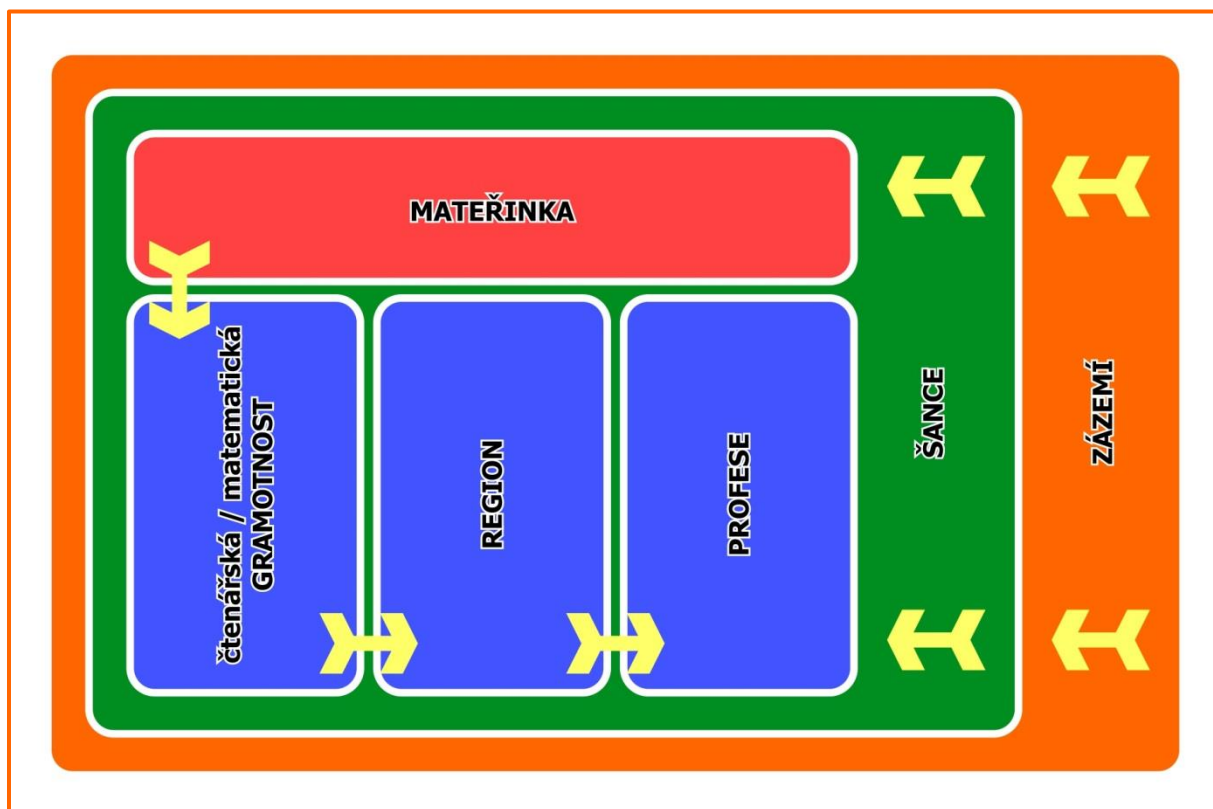 MATEŘINKA
čtenářská / matematická
GRAMOTNOST
REGION
PROFESE
ŠANCE
ZÁZEMÍ